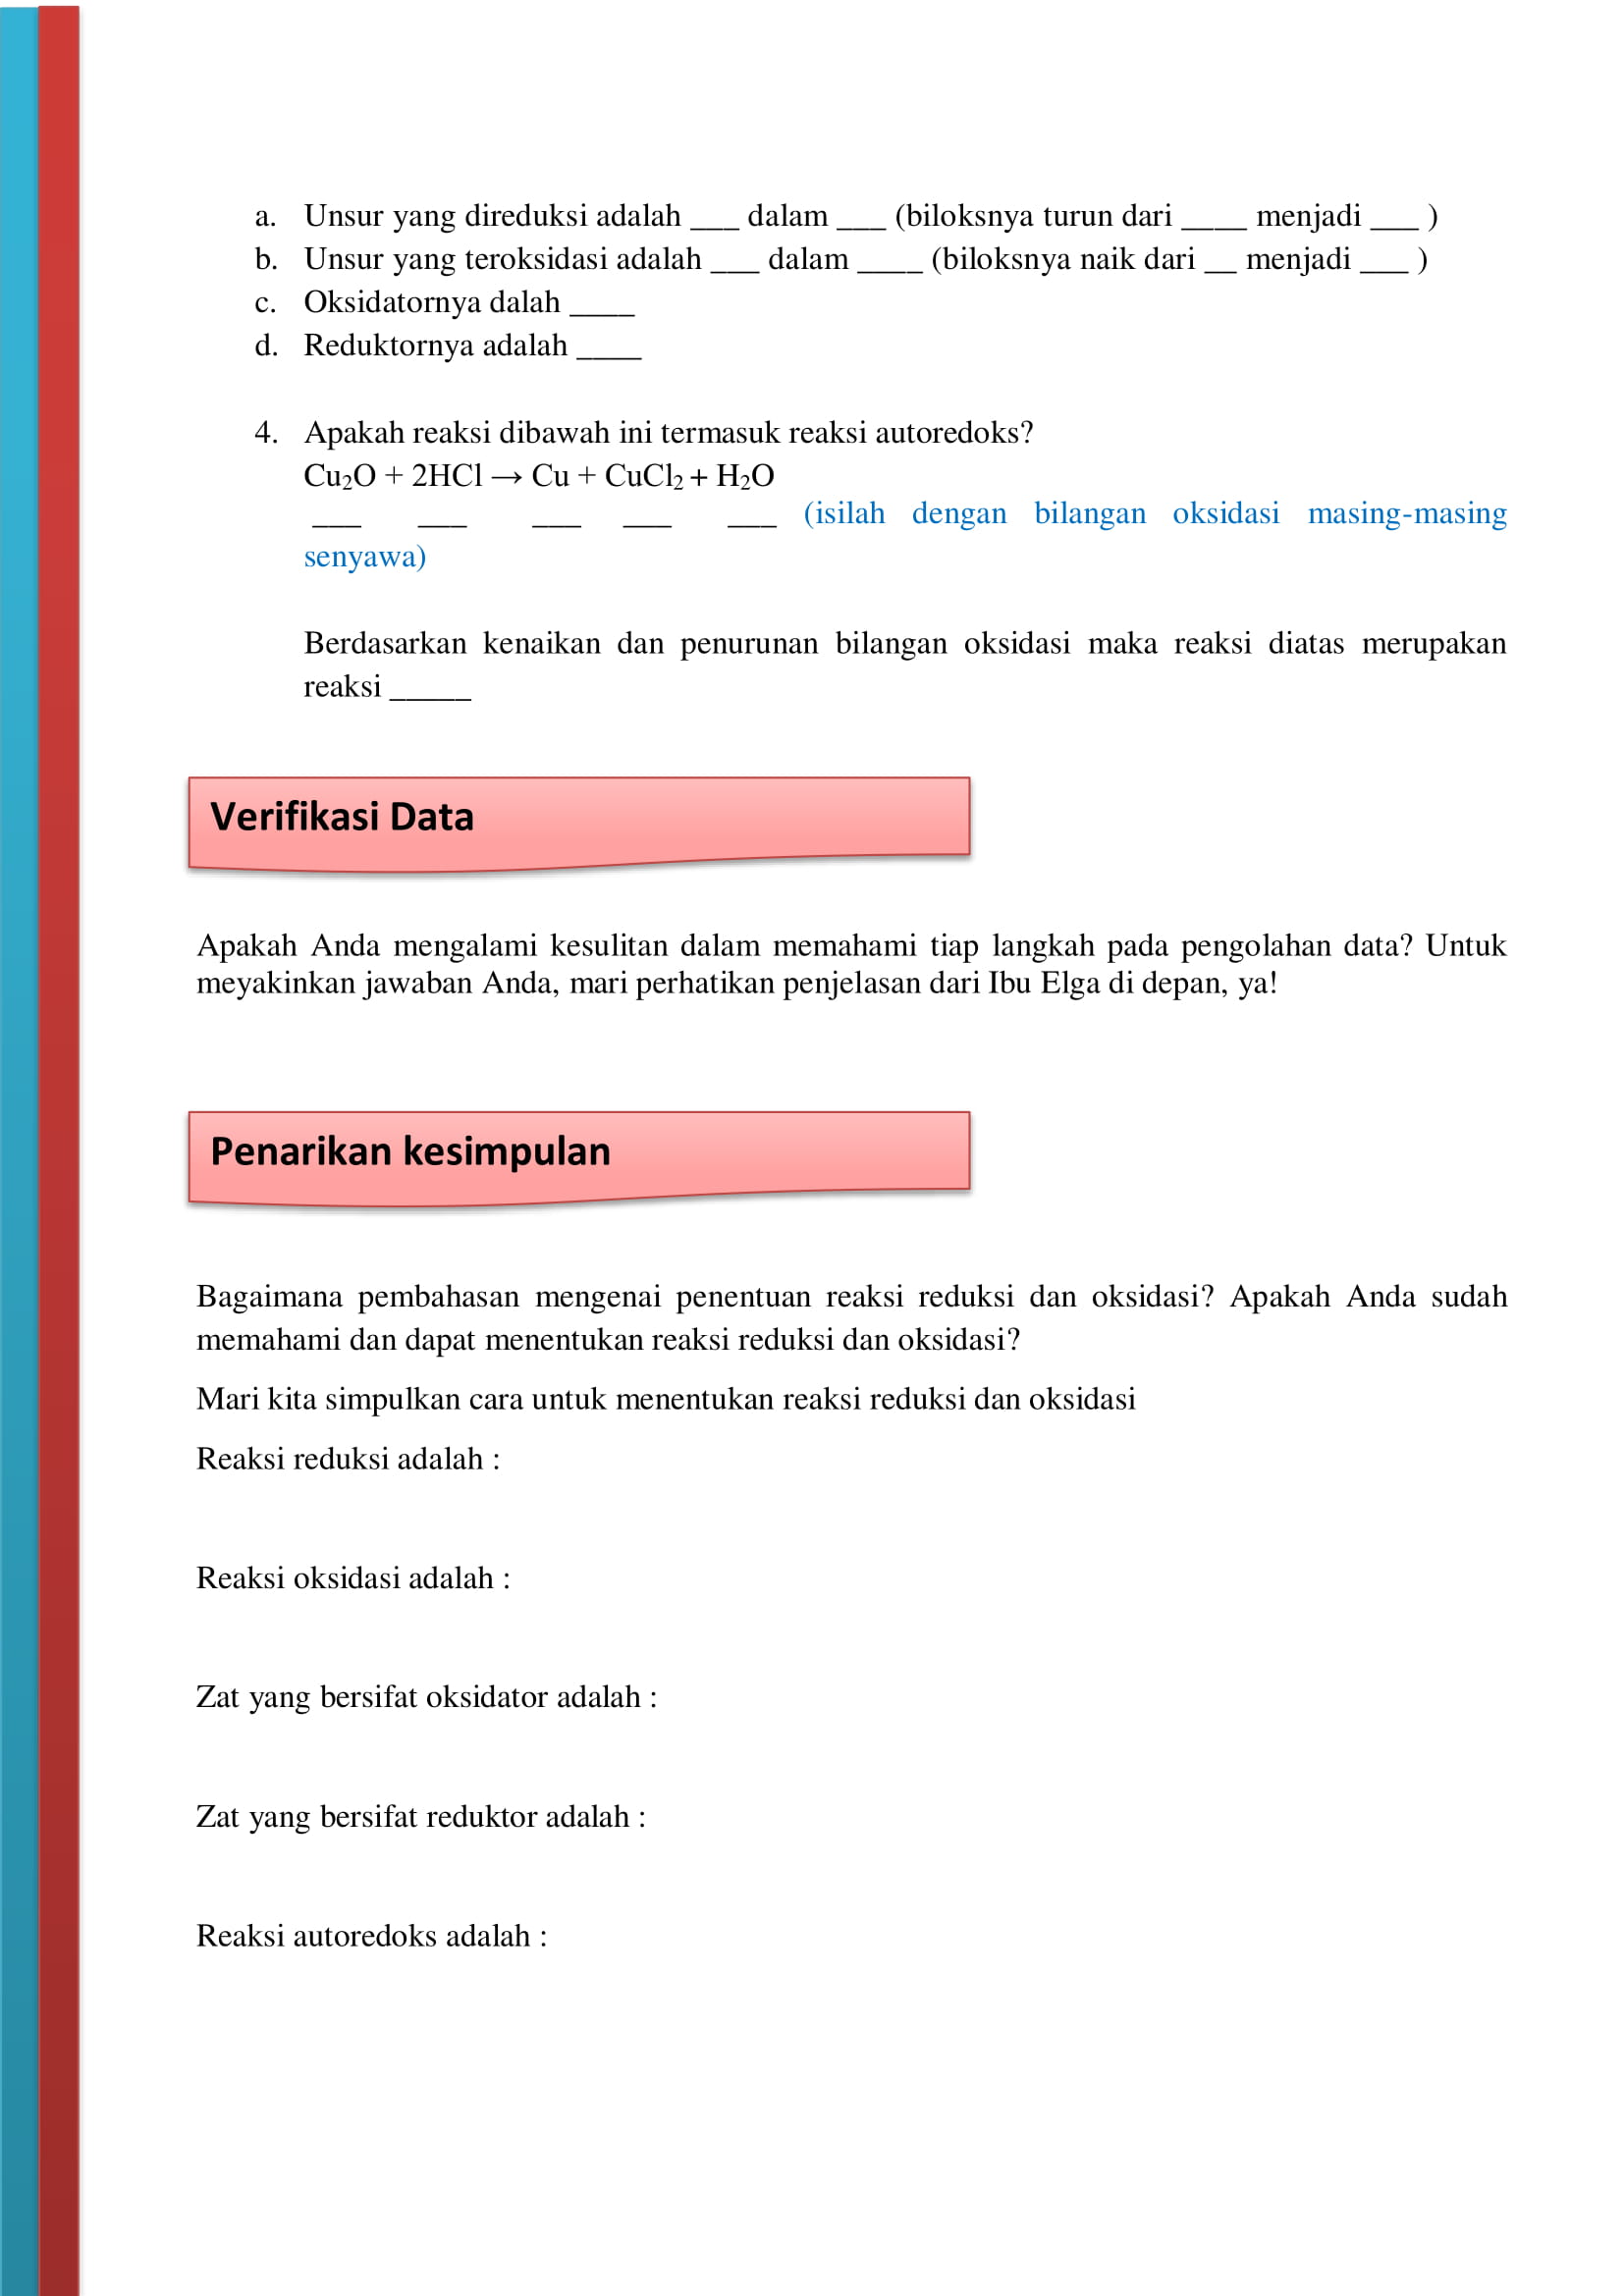 a. Unsur yang direduksi adalah ___ dalam ___ (biloksnya turun dari ____ menjadi ___ )
b. Unsur yang teroksidasi adalah ___ dalam ____ (biloksnya naik dari __ menjadi ___ )
c. Oksidatornya dalah ____
d. Reduktornya adalah ____
4. Apakah reaksi dibawah ini termasuk reaksi autoredoks?
Cu₂O + 2HCl → Cu + CuCl₂ + H₂O
___ ___ ___ ___ ___ (isilah dengan bilangan oksidasi masing-masing
senyawa)
Berdasarkan kenaikan dan penurunan bilangan oksidasi maka reaksi diatas merupakan
reaksi _____
Verifikasi Data
Apakah Anda mengalami kesulitan dalam memahami tiap langkah pada pengolahan data? Untuk
meyakinkan jawaban Anda, mari perhatikan penjelasan dari Ibu Elga di depan, ya!
Penarikan kesimpulan
Bagaimana pembahasan mengenai penentuan reaksi reduksi dan oksidasi? Apakah Anda sudah
memahami dan dapat menentukan reaksi reduksi dan oksidasi?
Mari kita simpulkan cara untuk menentukan reaksi reduksi dan oksidasi
Reaksi reduksi adalah :
Reaksi oksidasi adalah :
Zat yang bersifat oksidator adalah :
Zat yang bersifat reduktor adalah :
Reaksi autoredoks adalah :